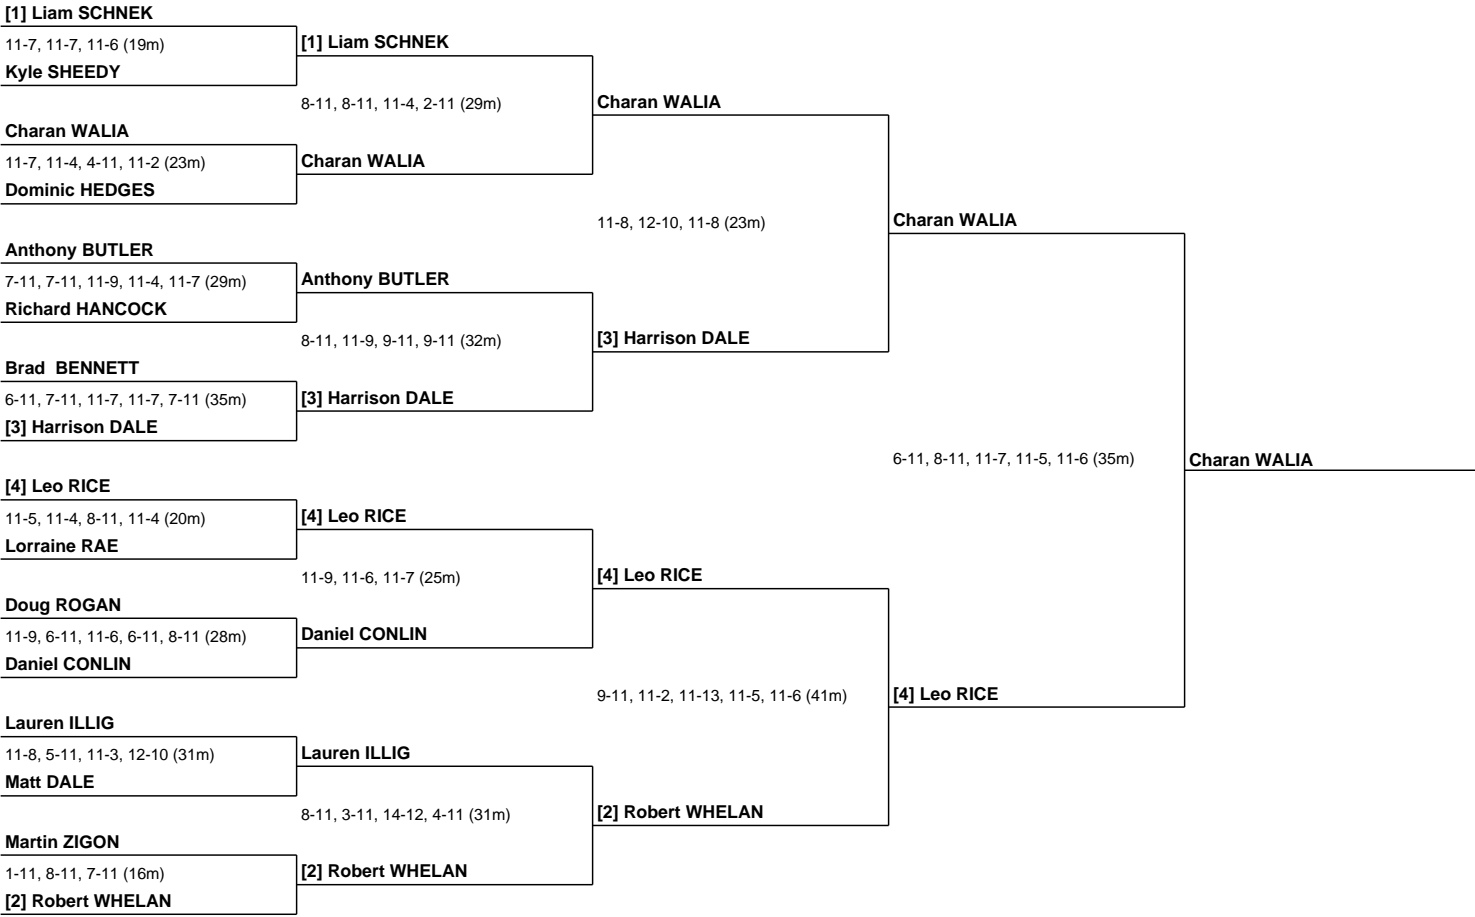 [1] Liam SCHNEK
11-7, 11-7, 11-6 (19m)
Kyle SHEEDY
Charan WALIA
11-7, 11-4, 4-11, 11-2 (23m)
Dominic HEDGES
Anthony BUTLER
7-11, 7-11, 11-9, 11-4, 11-7 (29m)
Richard HANCOCK
Brad  BENNETT
6-11, 7-11, 11-7, 11-7, 7-11 (35m)
[3] Harrison DALE
[4] Leo RICE
11-5, 11-4, 8-11, 11-4 (20m)
Lorraine RAE
Doug ROGAN
11-9, 6-11, 11-6, 6-11, 8-11 (28m)
Daniel CONLIN
Lauren ILLIG
11-8, 5-11, 11-3, 12-10 (31m)
Matt DALE
Martin ZIGON
1-11, 8-11, 7-11 (16m)
[2] Robert WHELAN
[1] Liam SCHNEK
8-11, 8-11, 11-4, 2-11 (29m)
Charan WALIA
Anthony BUTLER
8-11, 11-9, 9-11, 9-11 (32m)
[3] Harrison DALE
[4] Leo RICE
11-9, 11-6, 11-7 (25m)
Daniel CONLIN
Lauren ILLIG
8-11, 3-11, 14-12, 4-11 (31m)
[2] Robert WHELAN
Charan WALIA
11-8, 12-10, 11-8 (23m)
[3] Harrison DALE
[4] Leo RICE
9-11, 11-2, 11-13, 11-5, 11-6 (41m)
[2] Robert WHELAN
Charan WALIA
6-11, 8-11, 11-7, 11-5, 11-6 (35m)
[4] Leo RICE
Charan WALIA